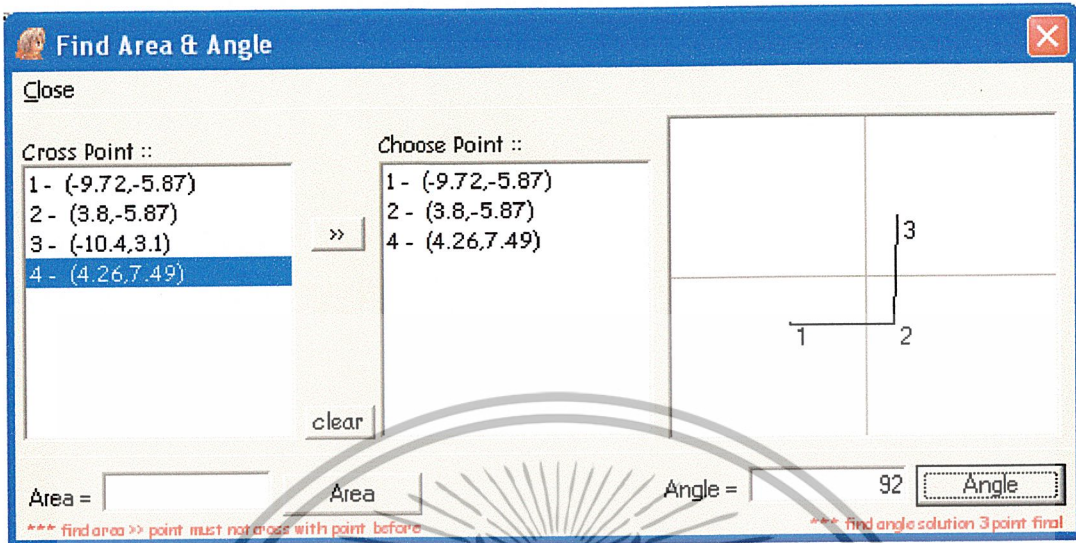 Find Area & Angle
Close
Cross Point ::
1 - (-9.72,-5.87)
2 - (3.8,-5.87)
3 - (-10.4,3.1)
4 - (4.26,7.49)
>>
clear
Choose Point ::
1 - (-9.72,-5.87)
2 - (3.8,-5.87)
4 - (4.26,7.49)
3
1
2
Area =
Area
Angle =
92
Angle
*** find area >> point must not cross with point before
*** find angle solution 3 point final